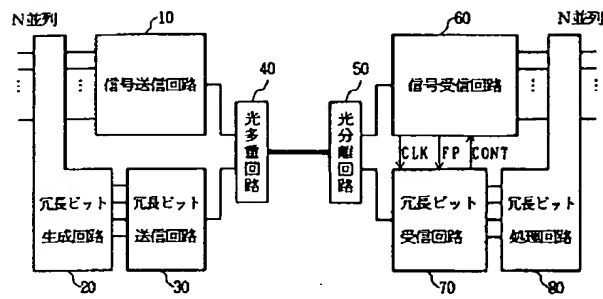 N並列
10
60
N並列
信号送信回路
40
50
信号受信回路
光多重回路
光分離回路
CLK
FP
CONT
冗長ビット
生成回路
冗長ビット
送信回路
冗長ビット
受信回路
冗長ビット
処理回路
20
30
70
80